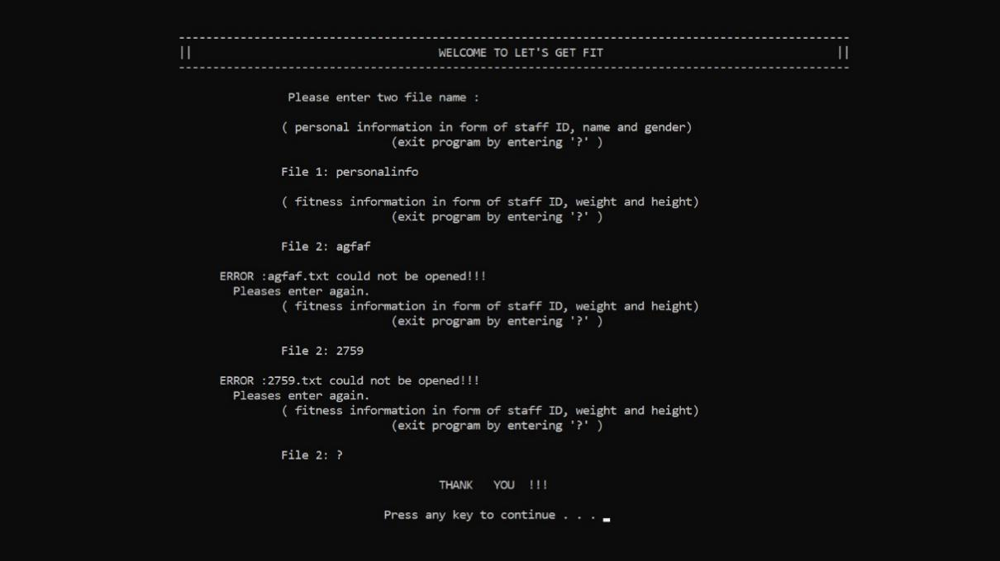 --------------------------------------------------------------------------------------------------
|| WELCOME TO LET'S GET FIT ||
--------------------------------------------------------------------------------------------------
Please enter two file name :
( personal information in form of staff ID, name and gender)
(exit program by entering '?' )
File 1: personalinfo
( fitness information in form of staff ID, weight and height)
(exit program by entering '?' )
File 2: agfaf
ERROR :agfaf.txt could not be opened!!!
Pleases enter again.
( fitness information in form of staff ID, weight and height)
(exit program by entering '?' )
File 2: 2759
ERROR :2759.txt could not be opened!!!
Pleases enter again.
( fitness information in form of staff ID, weight and height)
(exit program by entering '?' )
File 2: ?
THANK   YOU  !!!
Press any key to continue . . .